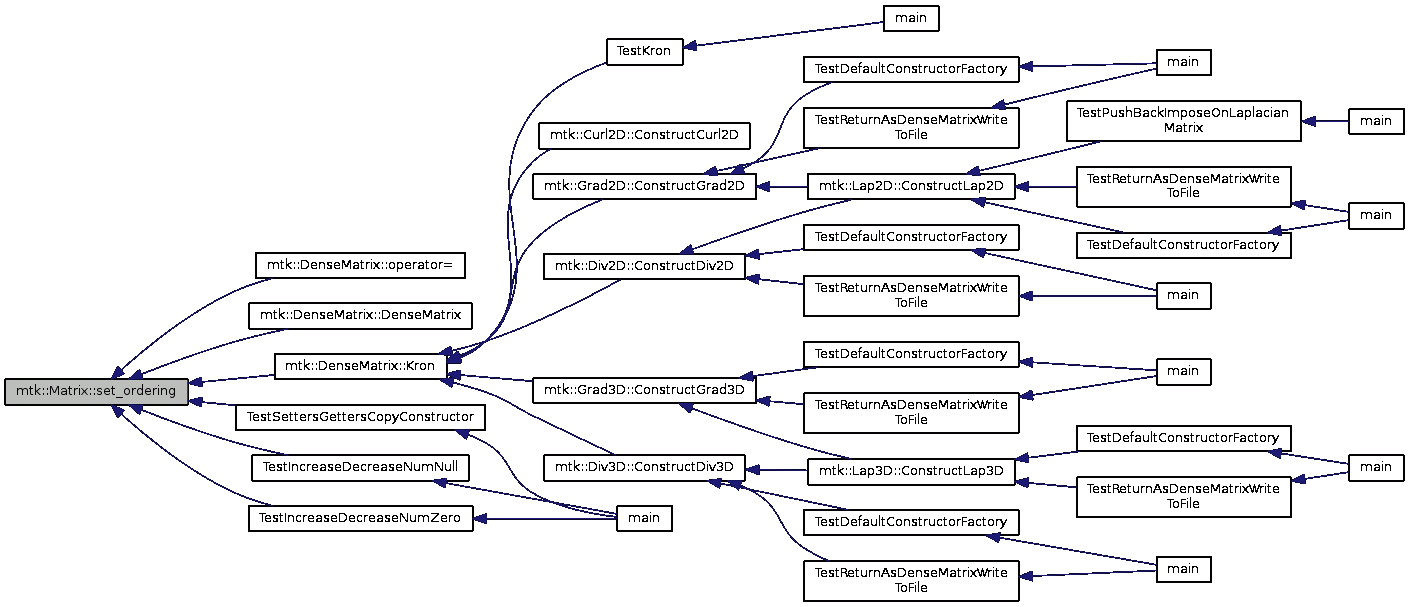 main
TestKron
TestDefaultConstructorFactory
main
TestReturnAsDenseMatrixWrite
ToFile
TestPushBackImposeOnLaplacian
Matrix
main
mtk::Curl2D::ConstructCurl2D
mtk::Grad2D::ConstructGrad2D
mtk::Lap2D::ConstructLap2D
TestReturnAsDenseMatrixWrite
ToFile
main
TestDefaultConstructorFactory
TestDefaultConstructorFactory
mtk::DenseMatrix::operator=
mtk::Div2D::ConstructDiv2D
TestReturnAsDenseMatrixWrite
ToFile
main
mtk::DenseMatrix::DenseMatrix
mtk::DenseMatrix::Kron
TestDefaultConstructorFactory
main
mtk::Matrix::set_ordering
mtk::Grad3D::ConstructGrad3D
TestReturnAsDenseMatrixWrite
ToFile
TestSettersGettersCopyConstructor
TestDefaultConstructorFactory
TestIncreaseDecreaseNumNull
mtk::Div3D::ConstructDiv3D
mtk::Lap3D::ConstructLap3D
main
TestReturnAsDenseMatrixWrite
ToFile
TestIncreaseDecreaseNumZero
main
TestDefaultConstructorFactory
TestReturnAsDenseMatrixWrite
ToFile
main